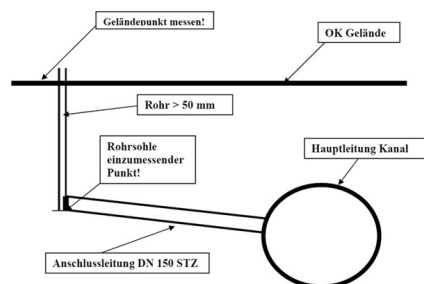 Geländepunkt messen!
OK Gelände
Rohr > 50 mm
Rohrsohle
einzumessender
Punkt!
Hauptleitung Kanal
Anschlussleitung DN 150 STZ